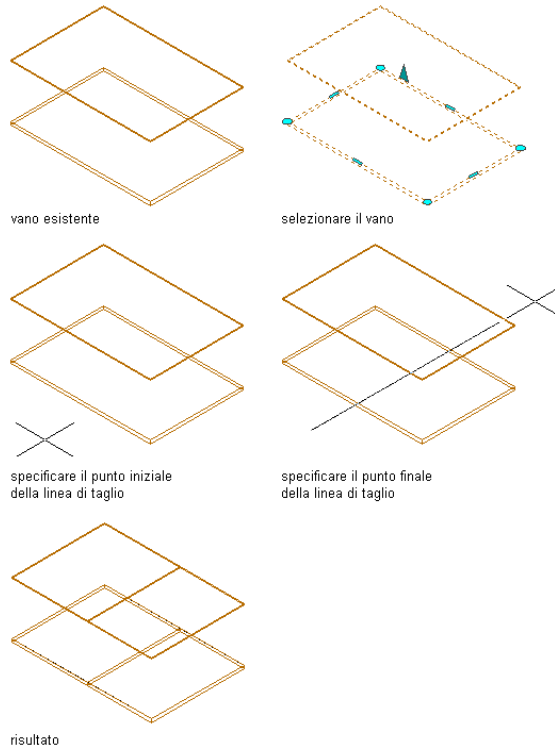 vano esistente
selezionare il vano
specificare il punto iniziale
della linea di taglio
specificare il punto finale
della linea di taglio
risultato